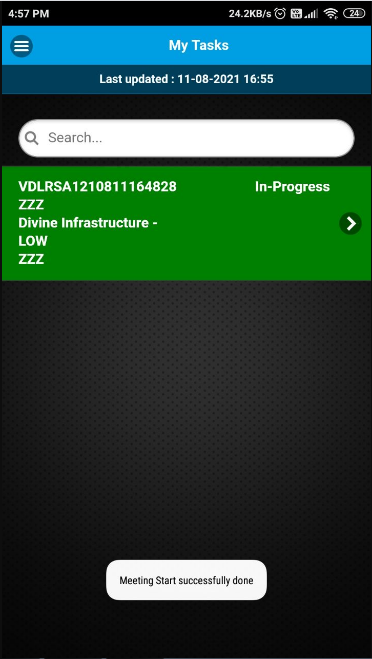 4:57 PM 24.2KB/s 24
My Tasks
Last updated : 11-08-2021 16:55
Search...
VDLRSA1210811164828 In-Progress
ZZZ
Divine Infrastructure -
LOW
ZZZ
Meeting Start successfully done